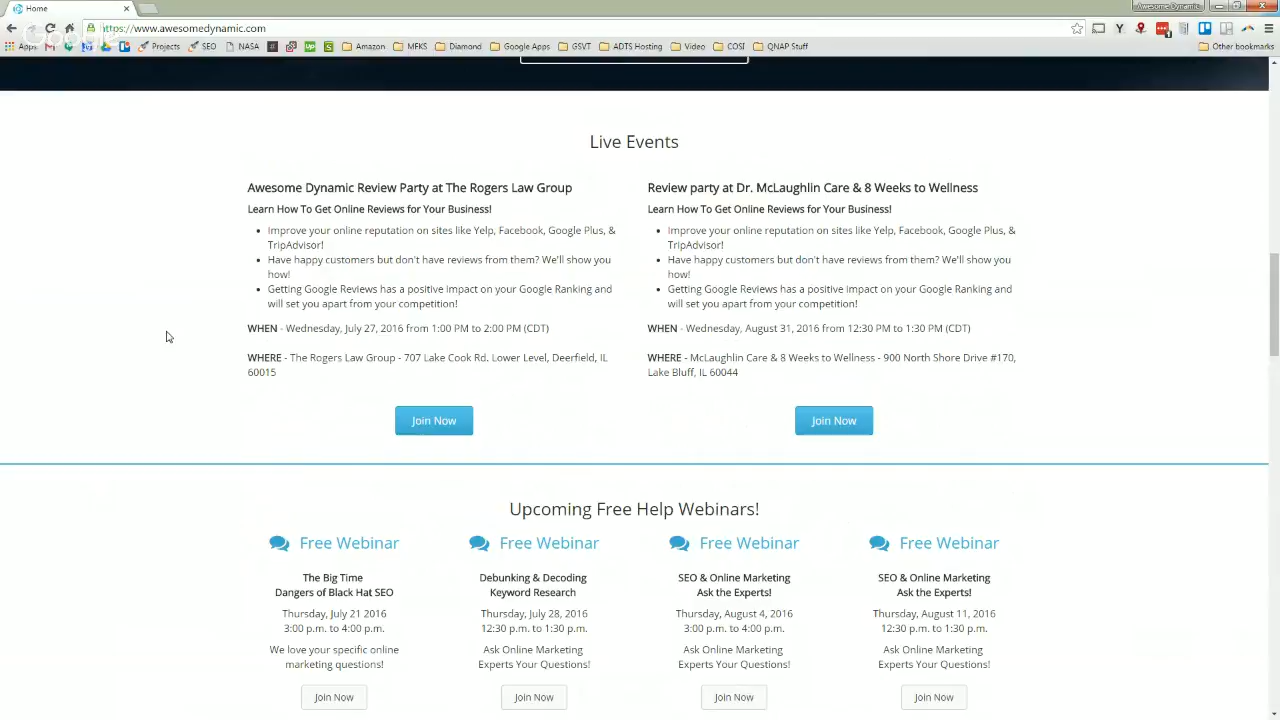 Home
Awesome Dynamic
https://www.awesomedynamic.com
Google
Apps
Projects
SEO
NASA
Amazon
MFKS
Diamond
Google Apps
GSVT
ADTS Hosting
Video
COSI
QNAP Stuff
Other bookmarks
Live Events
Awesome Dynamic Review Party at The Rogers Law Group
Learn How To Get Online Reviews for Your Business!
Improve your online reputation on sites like Yelp, Facebook, Google Plus, &
TripAdvisor!
Have happy customers but don't have reviews from them? We'll show you
how!
Getting Google Reviews has a positive impact on your Google Ranking and
will set you apart from your competition!
WHEN - Wednesday, July 27, 2016 from 1:00 PM to 2:00 PM (CDT)
WHERE - The Rogers Law Group - 707 Lake Cook Rd. Lower Level, Deerfield, IL
60015
Join Now
Review party at Dr. McLaughlin Care & 8 Weeks to Wellness
Learn How To Get Online Reviews for Your Business!
Improve your online reputation on sites like Yelp, Facebook, Google Plus, &
TripAdvisor!
Have happy customers but don't have reviews from them? We'll show you
how!
Getting Google Reviews has a positive impact on your Google Ranking and
will set you apart from your competition!
WHEN - Wednesday, August 31, 2016 from 12:30 PM to 1:30 PM (CDT)
WHERE - McLaughlin Care & 8 Weeks to Wellness - 900 North Shore Drive #170,
Lake Bluff, IL 60044
Join Now
Upcoming Free Help Webinars!
Free Webinar
The Big Time
Dangers of Black Hat SEO
Thursday, July 21 2016
3:00 p.m. to 4:00 p.m.
We love your specific online
marketing questions!
Join Now
Free Webinar
Debunking & Decoding
Keyword Research
Thursday, July 28, 2016
12:30 p.m. to 1:30 p.m.
Ask Online Marketing
Experts Your Questions!
Join Now
Free Webinar
SEO & Online Marketing
Ask the Experts!
Thursday, August 4, 2016
3:00 p.m. to 4:00 p.m.
Ask Online Marketing
Experts Your Questions!
Join Now
Free Webinar
SEO & Online Marketing
Ask the Experts!
Thursday, August 11, 2016
12:30 p.m. to 1:30 p.m.
Ask Online Marketing
Experts Your Questions!
Join Now